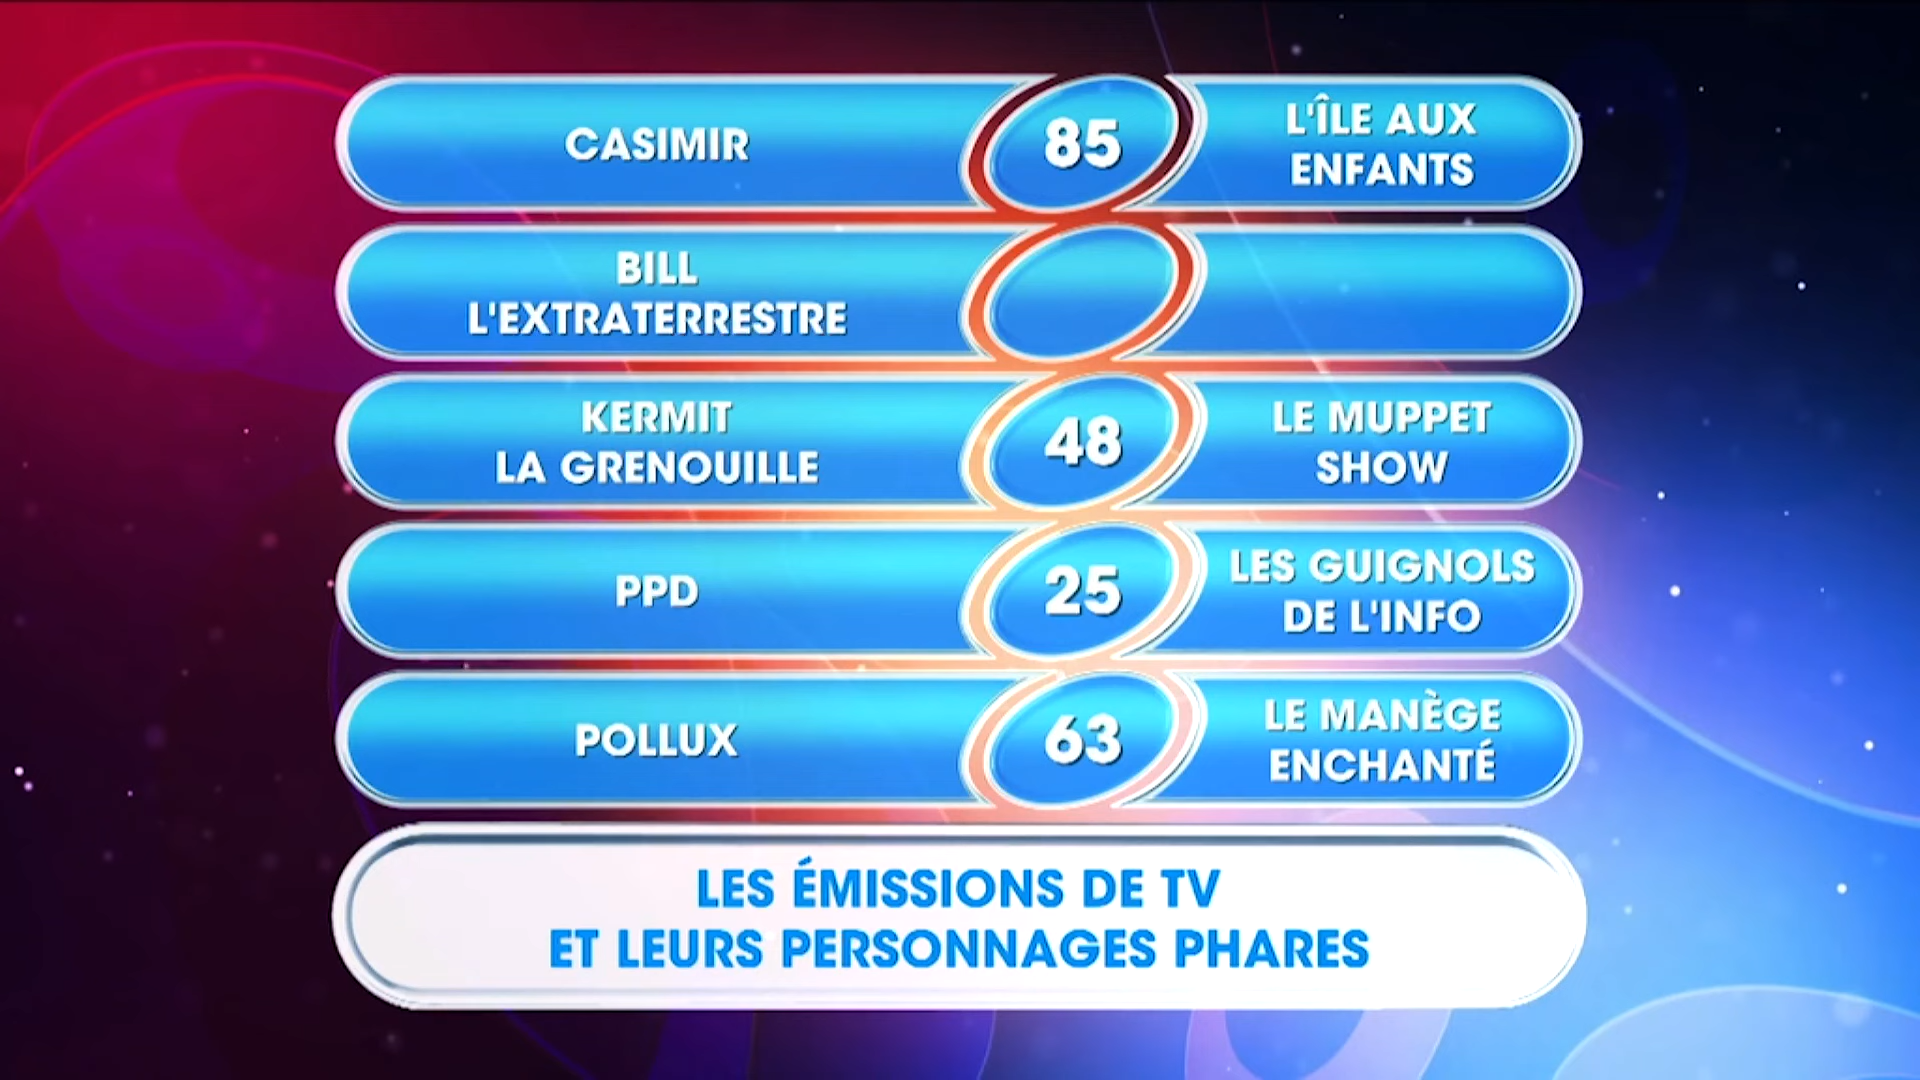 CASIMIR
85
L'ÎLE AUX
ENFANTS
BILL
L'EXTRATERRESTRE
KERMIT
LA GRENOUILLE
48
LE MUPPET
SHOW
PPD
25
LES GUIGNOLS
DE L'INFO
POLLUX
63
LE MANÈGE
ENCHANTÉ
LES ÉMISSIONS DE TV
ET LEURS PERSONNAGES PHARES